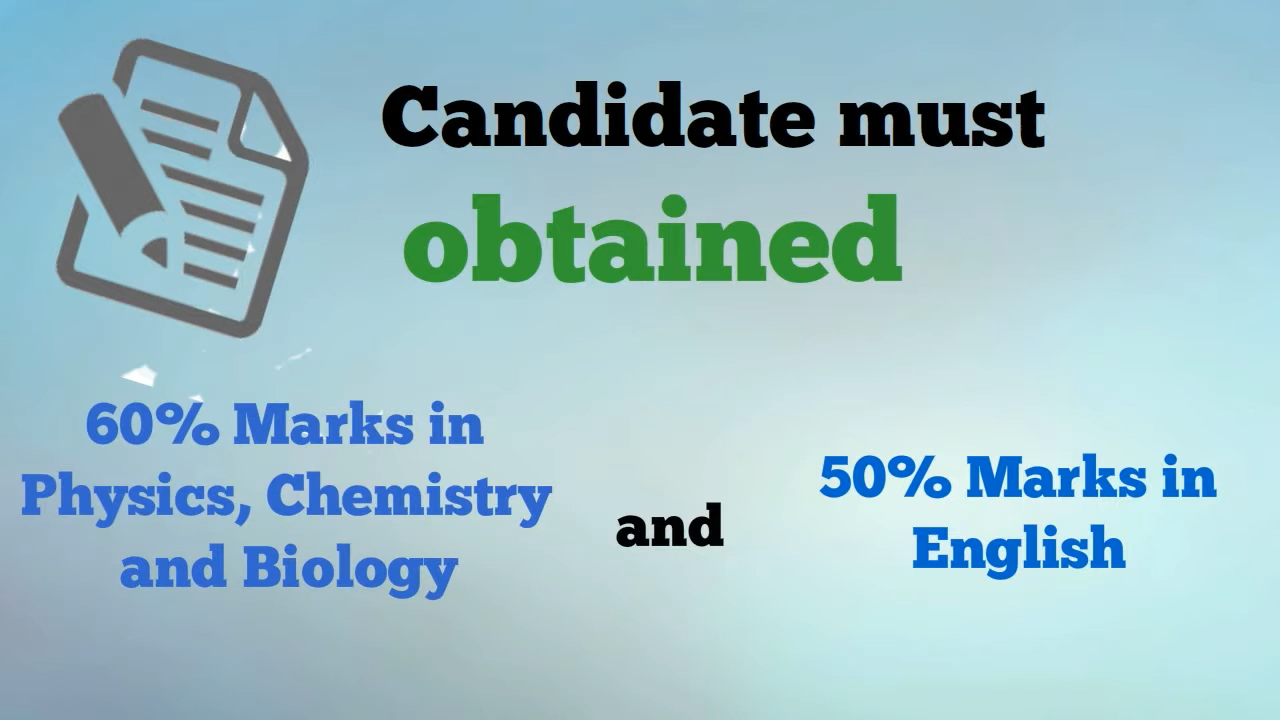 Candidate must
obtained
60% Marks in
Physics, Chemistry
and Biology
and
50% Marks in
English